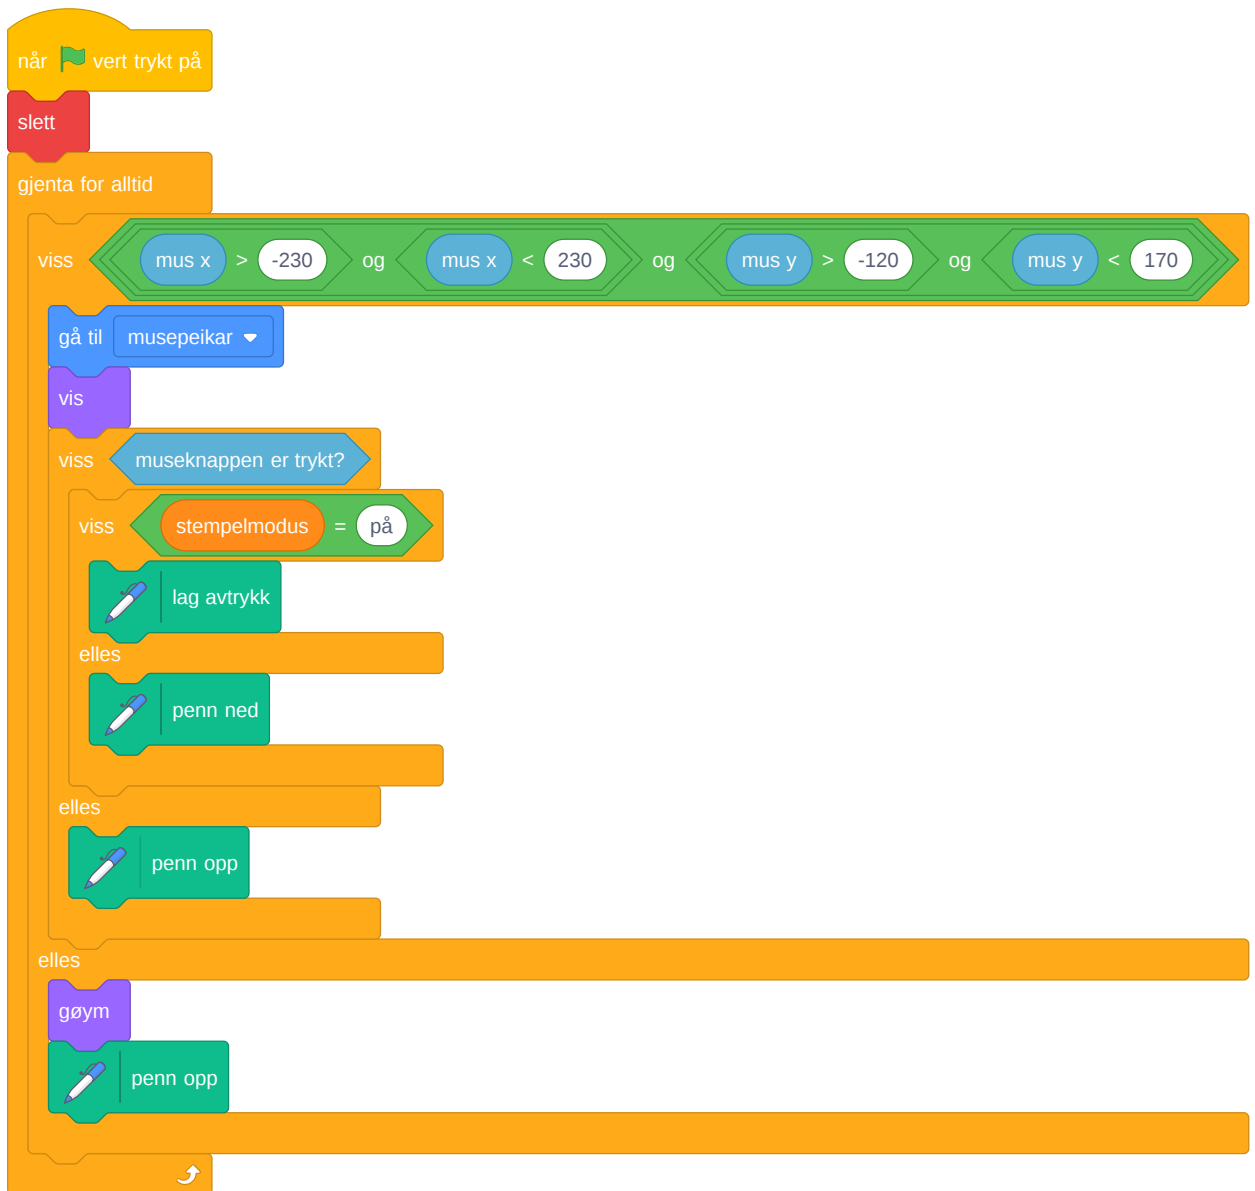 når vert trykt på
slett
gjenta for alltid
viss mus x > -230 og mus x < 230 og mus y > -120 og mus y < 170
gå til musepeikar
vis
viss museknappen er trykt?
viss stempelmodus = på
lag avtrykk
elles
penn ned
elles
penn opp
elles
gøym
penn opp